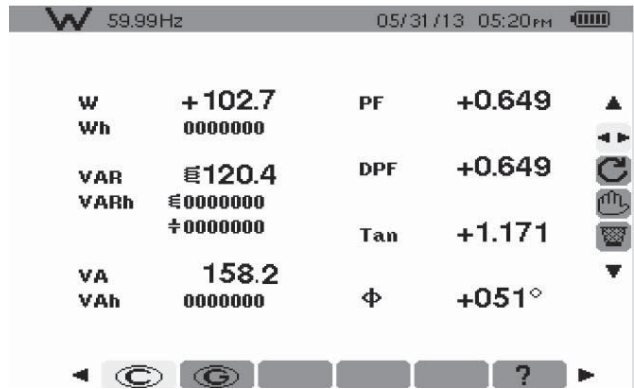 W 59.99Hz 05/31/13 05:20PM
W +102.7 PF +0.649
Wh 0000000
VAR 120.4 DPF +0.649
VARh 0000000
÷0000000 Tan +1.171
VA 158.2
VAh 0000000 Φ +051°
C G ?